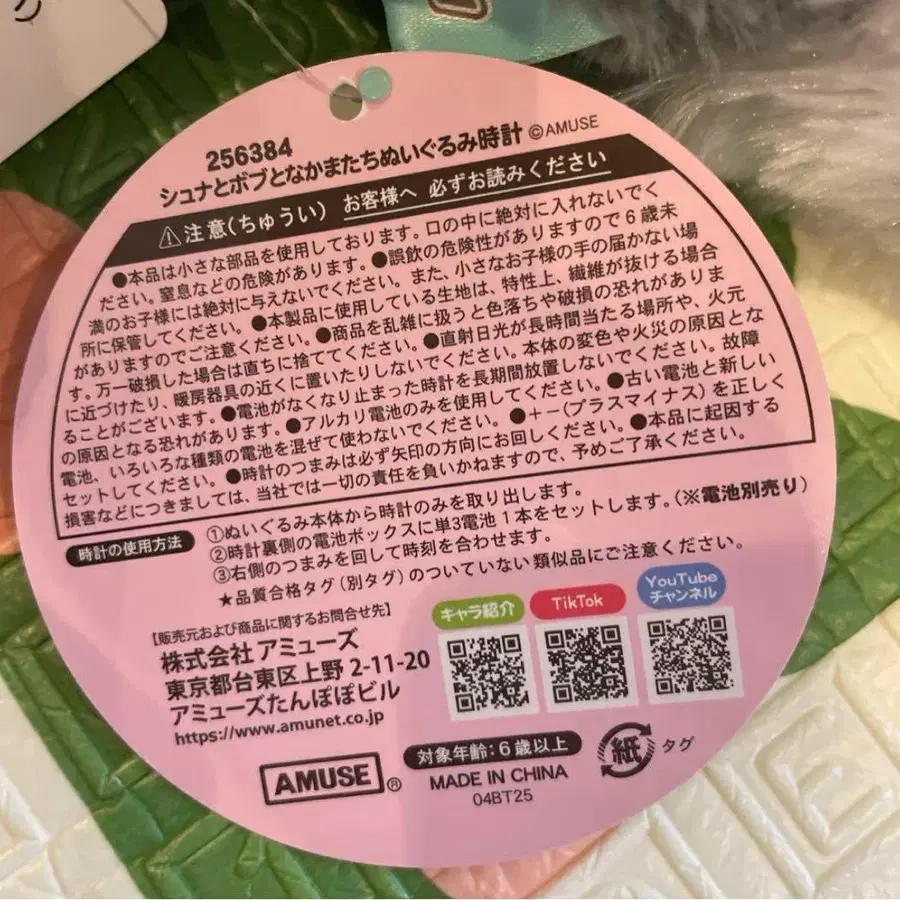 ク
256384
シュナとボブとなかまたちぬいぐるみ時計 ©AMUSE
⚠注意(ちゅうい) お客様へ 必ずお読みください
●本品は小さな部品を使用しております。口の中に絶対に入れないでく
ださい。窒息などの危険があります。●誤飲の危険性がありますので6歳未
満のお子様には絶対に与えないでください。また、小さなお子様の手の届かない場
所に保管してください。●本製品に使用している生地は、特性上、繊維が抜ける場合
がありますのでご注意ください。●商品を乱雑に扱うと色落ちや破損の恐れがありま
す。万一破損した場合は直ちに捨ててください。●直射日光が長時間当たる場所や、火元
に近づけたり、暖房器具の近くに置いたりしないでください。本体の変色や火災の原因とな
ることがございます。●電池がなくなり止まった時計を長期間放置しないでください。故障
の原因となる恐れがあります。●アルカリ電池のみを使用してください。●古い電池と新しい
電池、いろいろな種類の電池を混ぜて使わないでください。●+-(プラスマイナス)を正しく
セットしてください。●時計のつまみは必ず矢印の方向にお回しください。●本品に起因する
損害などにつきましては、当社では一切の責任を負いかねますので、予めご了承ください。
時計の使用方法
①ぬいぐるみ本体から時計のみを取り出します。
②時計裏側の電池ボックスに単3電池1本をセットします。(※電池別売り)
③右側のつまみを回して時刻を合わせます。
★品質合格タグ(別タグ)のついていない類似品にご注意ください。
【販売元および商品に関するお問合せ先】
株式会社 アミューズ
東京都台東区上野 2-11-20
アミューズたんぽぽビル
https://www.amunet.co.jp
キャラ紹介
TikTok
YouTube
チャンネル
AMUSE®
対象年齢:6歳以上
MADE IN CHINA
04BT25
紙 タグ